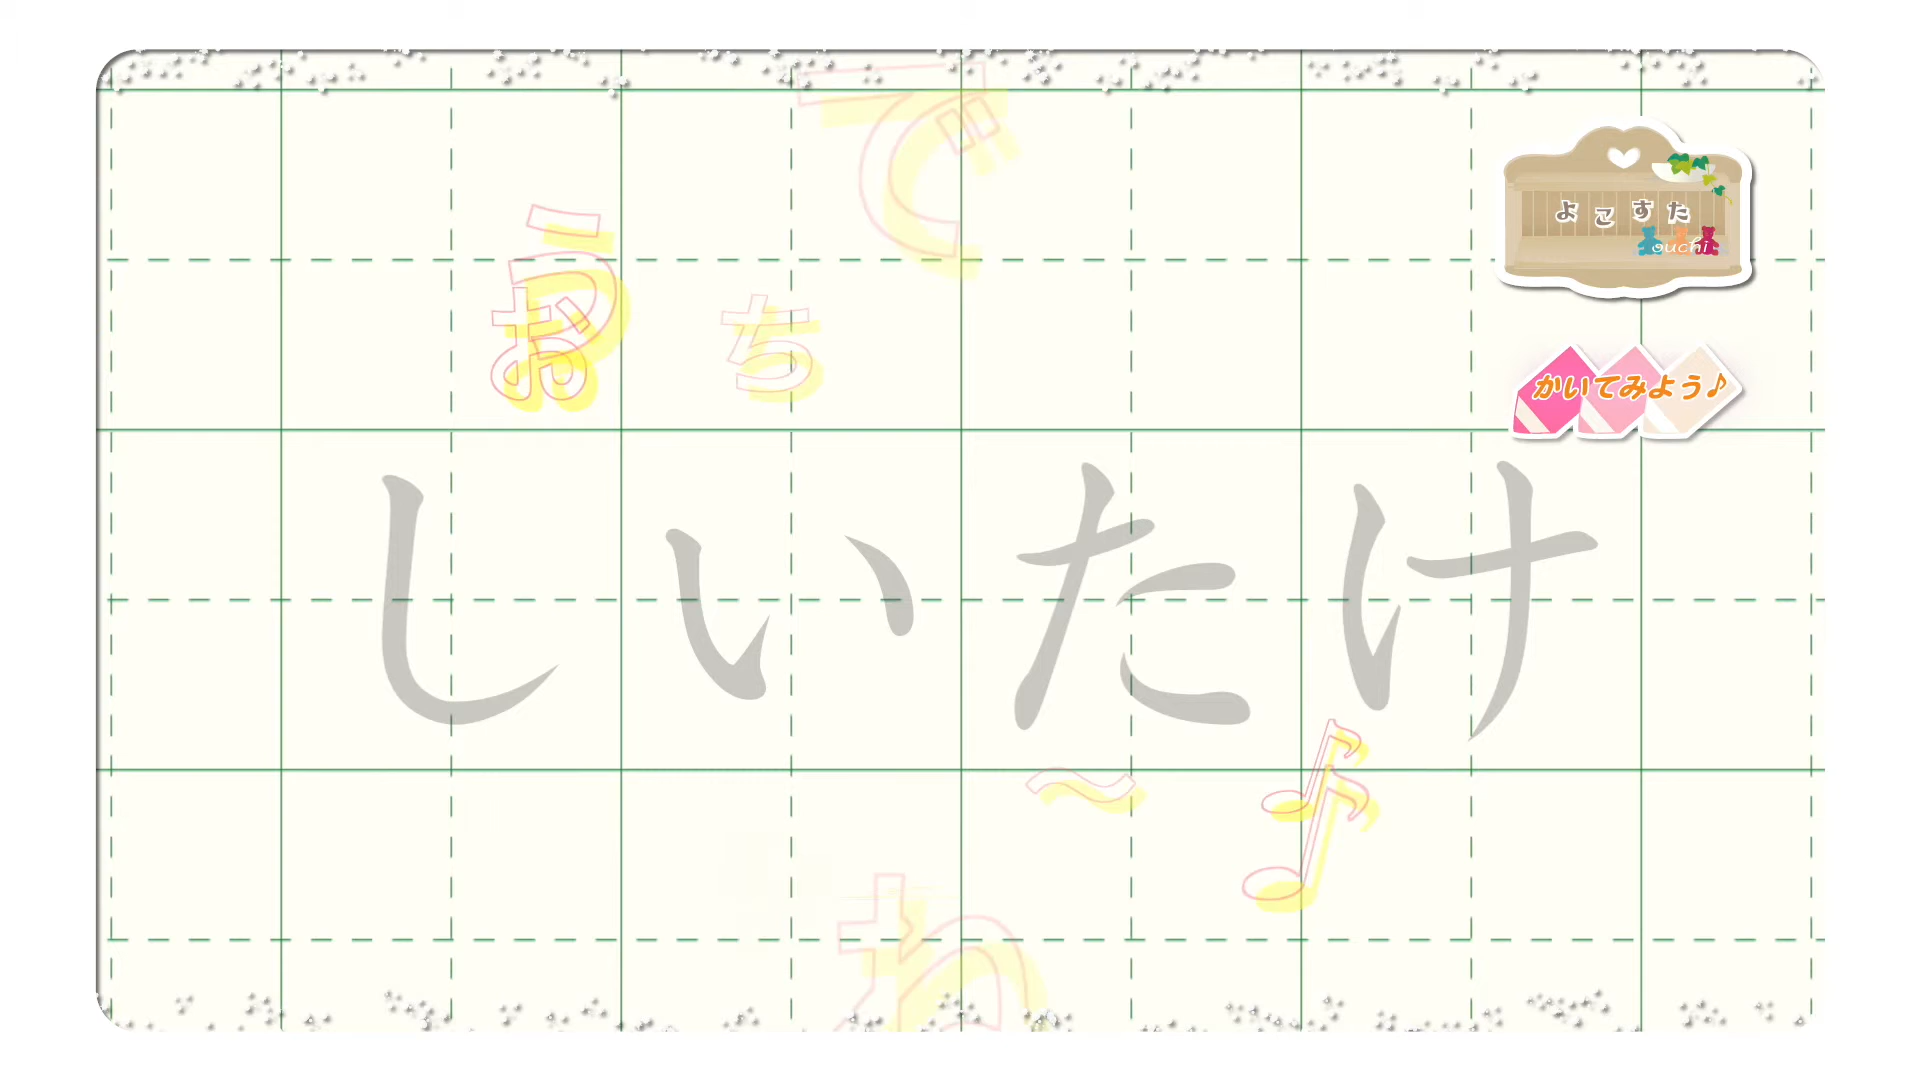 で
う
お ち
よこすた
ouchi
かいてみよう♪
しいたけ
～♪♪
わ